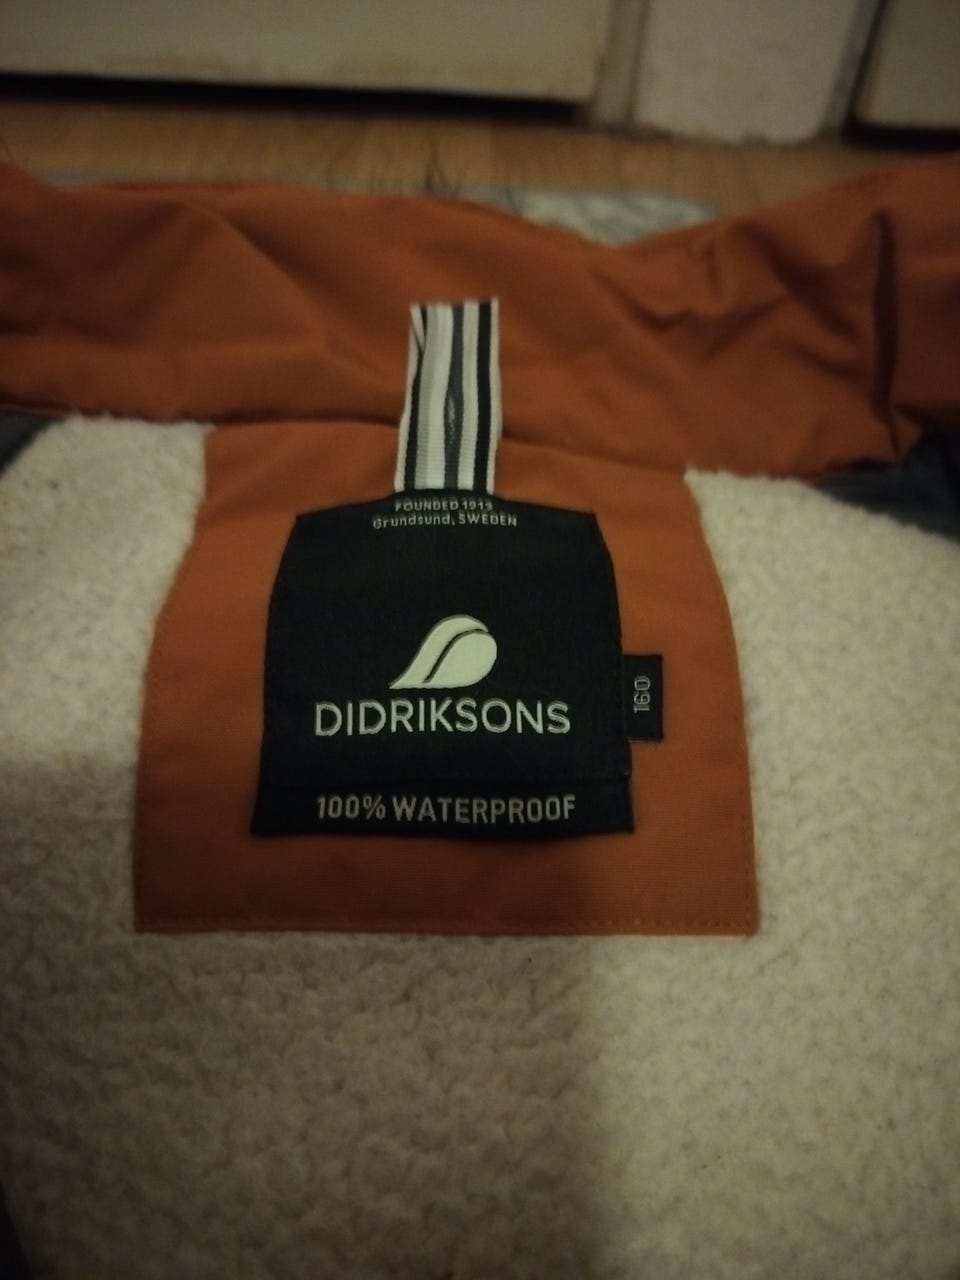 FOUNDED 1913
Grundsund, SWEDEN
DIDRIKSONS
160
100% WATERPROOF